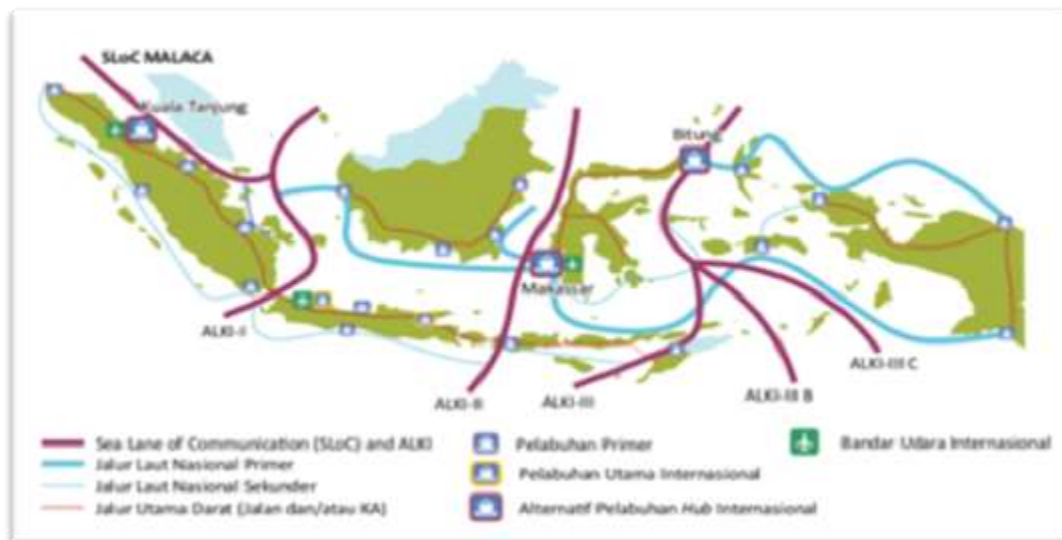 SLoC MALACA
Kuala Tanjung
Bitung
Makassar
ALKI-II
ALKI-III C
ALKI-III B
ALKI-II
ALKI-III
Sea Lane of Communication (SLoC) and ALKI
Jalur Laut Nasional Primer
Jalur Laut Nasional Sekunder
Jalur Utama Darat (Jalan dan/atau KA)
Pelabuhan Primer
Pelabuhan Utama Internasional
Alternatif Pelabuhan Hub Internasional
Bandar Udara Internasional